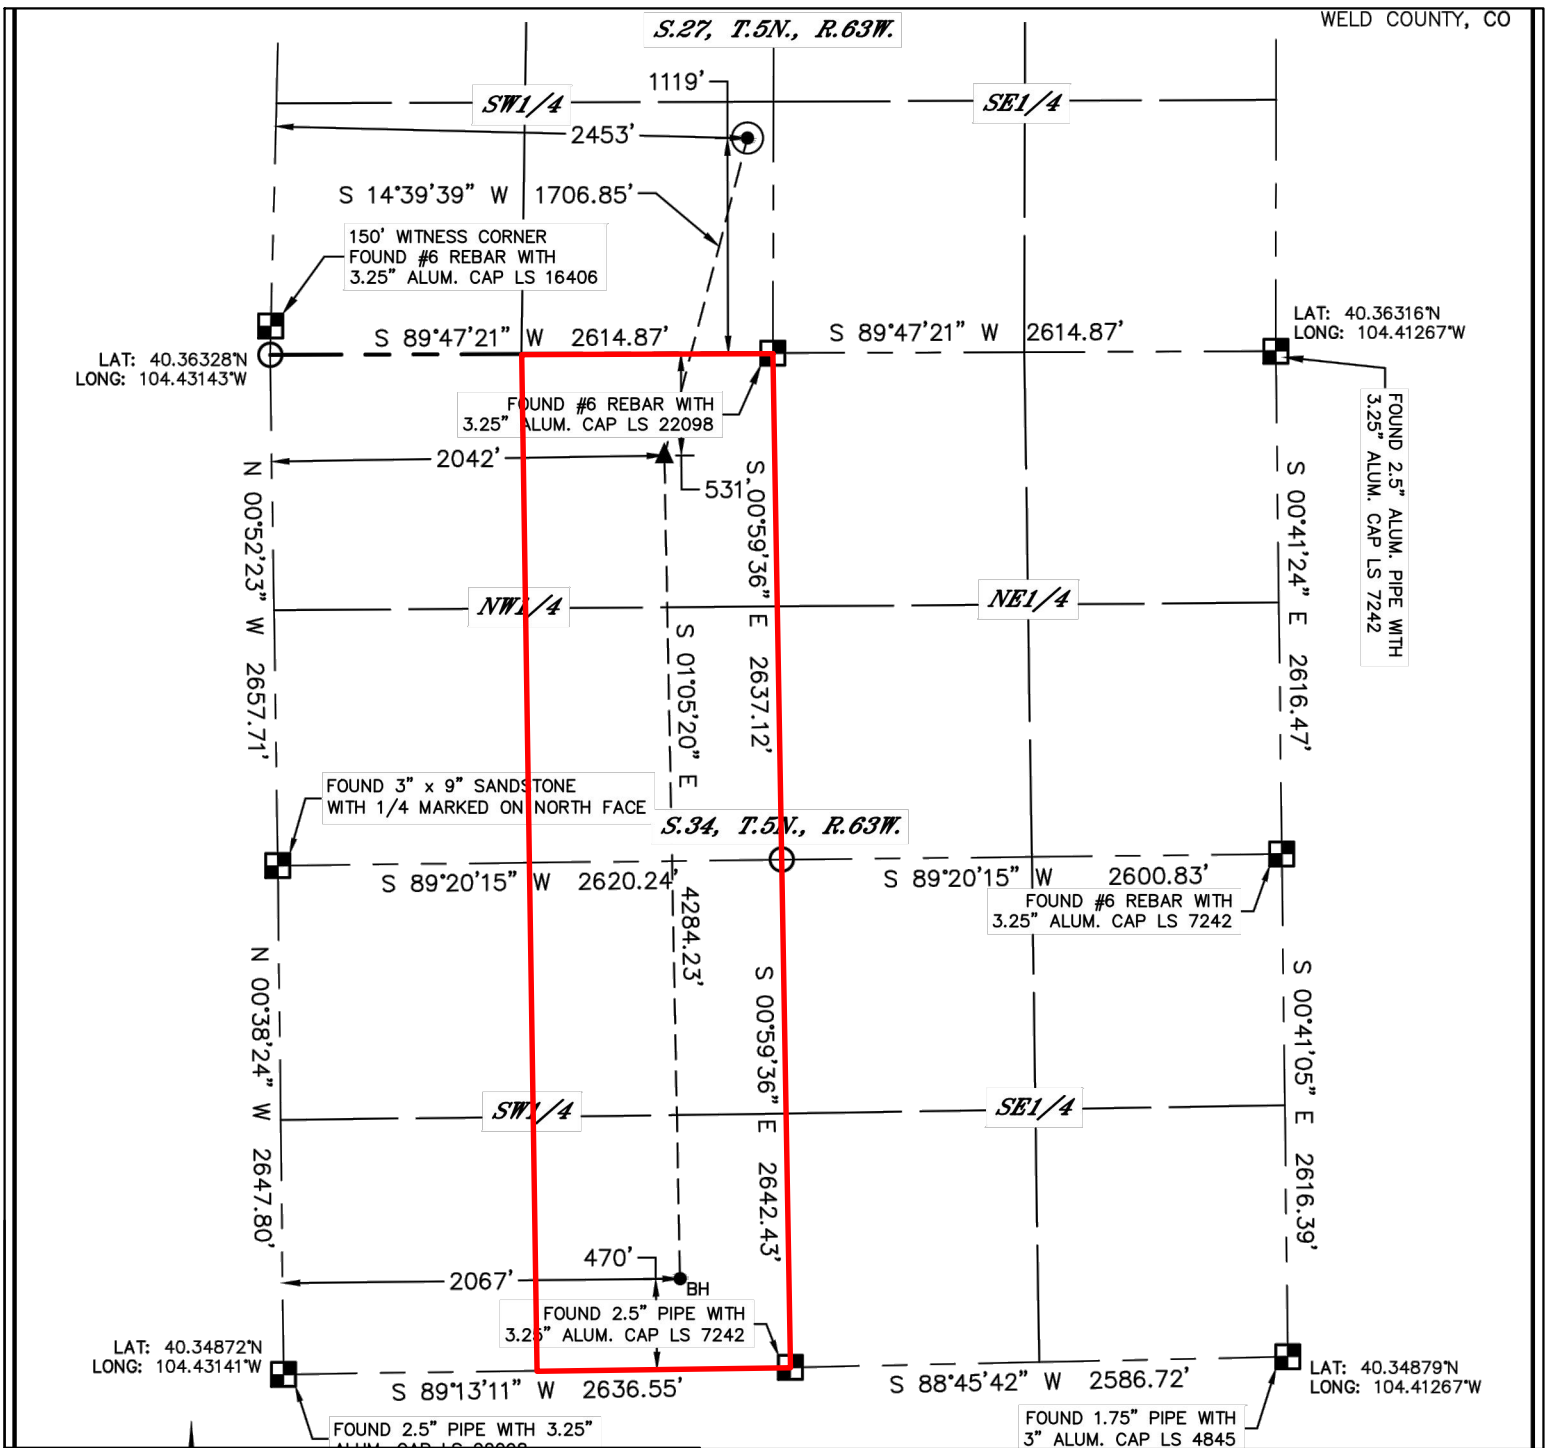 WELD COUNTY, CO
S.27, T.5N., R.63W.
1119'
SW1/4
SE1/4
2453'
S 14°39'39" W 1706.85'
150' WITNESS CORNER
FOUND #6 REBAR WITH
3.25" ALUM. CAP LS 16406
LAT: 40.36316°N
LONG: 104.41267°W
S 89°47'21" W 2614.87'
S 89°47'21" W 2614.87'
LAT: 40.36328°N
LONG: 104.43143°W
FOUND #6 REBAR WITH
3.25" ALUM. CAP LS 22098
FOUND 2.5" ALUM. PIPE WITH
3.25" ALUM. CAP LS 7242
2042'
531'
N 00°52'23" W 2657.71'
S 00°59'36" E 2637.12'
S 00°41'24" E 2616.47'
NW1/4
NE1/4
S 01°05'20" E 4284.23'
FOUND 3" x 9" SANDSTONE
WITH 1/4 MARKED ON NORTH FACE
S.34, T.5N., R.63W.
S 89°20'15" W 2620.24'
S 89°20'15" W 2600.83'
FOUND #6 REBAR WITH
3.25" ALUM. CAP LS 7242
N 00°38'24" W 2647.80'
S 00°59'36" E 2642.43'
S 00°41'05" E 2616.39'
SW1/4
SE1/4
470'
2067'
BH
FOUND 2.5" PIPE WITH
3.25" ALUM. CAP LS 7242
LAT: 40.34872°N
LONG: 104.43141°W
S 89°13'11" W 2636.55'
S 88°45'42" W 2586.72'
LAT: 40.34879°N
LONG: 104.41267°W
FOUND 2.5" PIPE WITH 3.25"
ALUM. CAP LS
FOUND 1.75" PIPE WITH
3" ALUM. CAP LS 4845